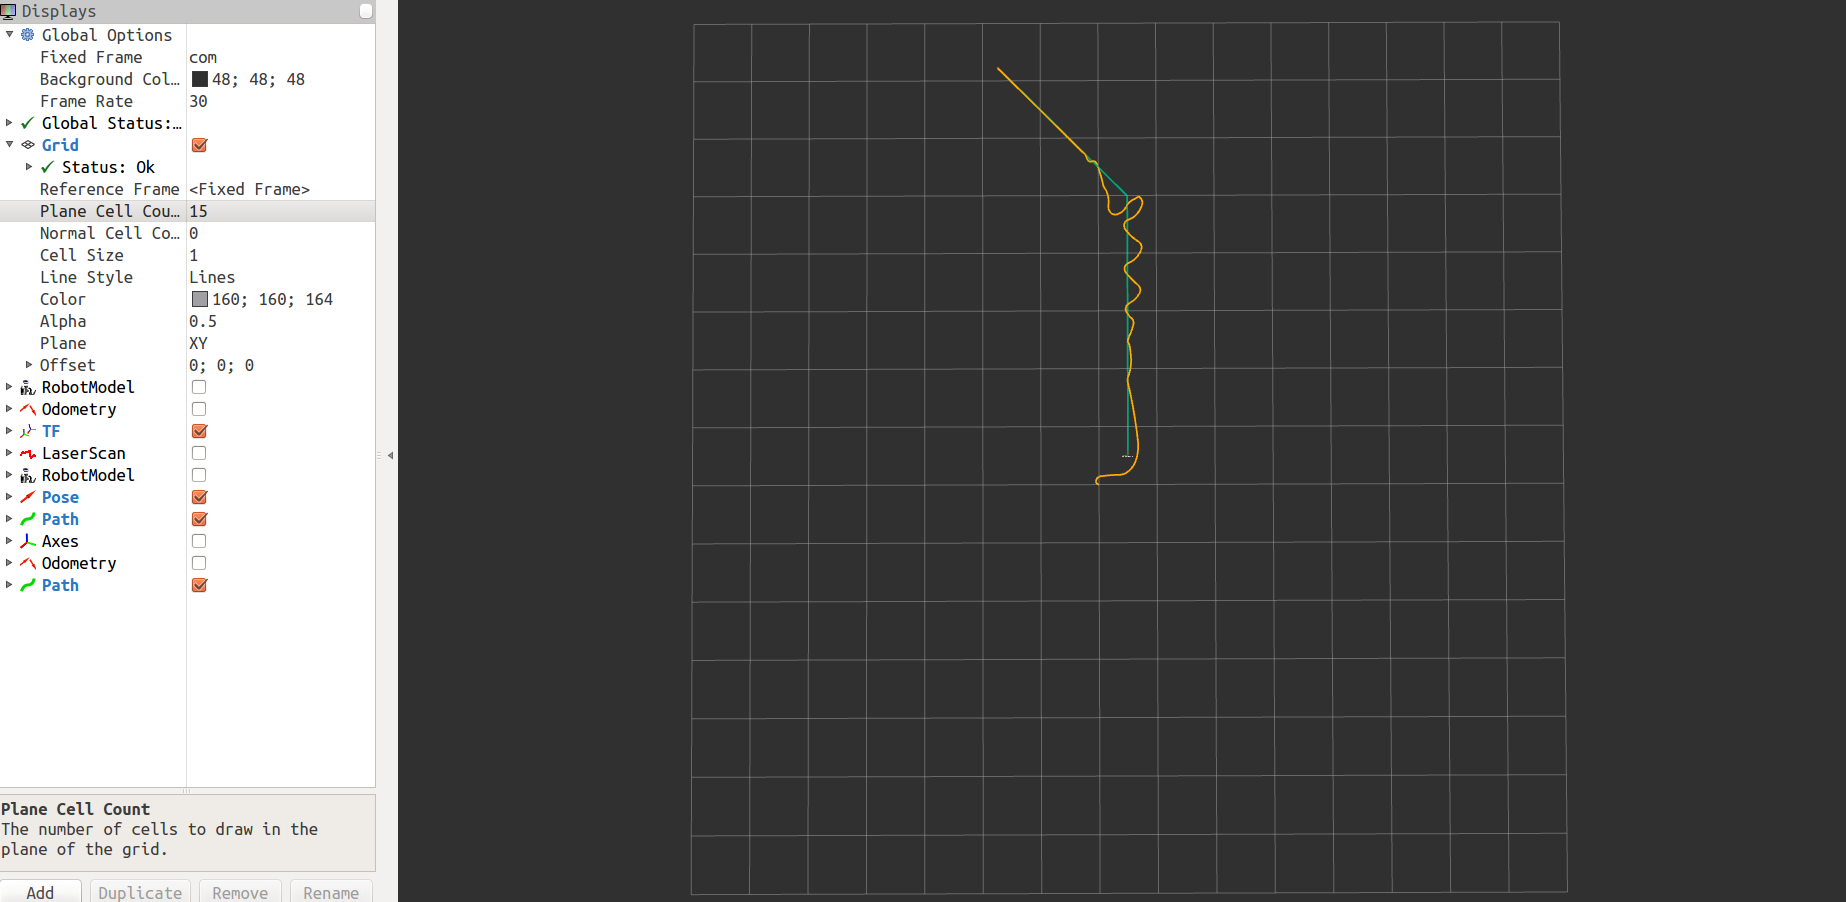 Displays
Global Options
Fixed Frame com
Background Col... 48; 48; 48
Frame Rate 30
Global Status:...
Grid
Status: Ok
Reference Frame <Fixed Frame>
Plane Cell Cou... 15
Normal Cell Co... 0
Cell Size 1
Line Style Lines
Color 160; 160; 164
Alpha 0.5
Plane XY
Offset 0; 0; 0
RobotModel
Odometry
TF
LaserScan
RobotModel
Pose
Path
Axes
Odometry
Path
Plane Cell Count
The number of cells to draw in the
plane of the grid.
Add Duplicate Remove Rename